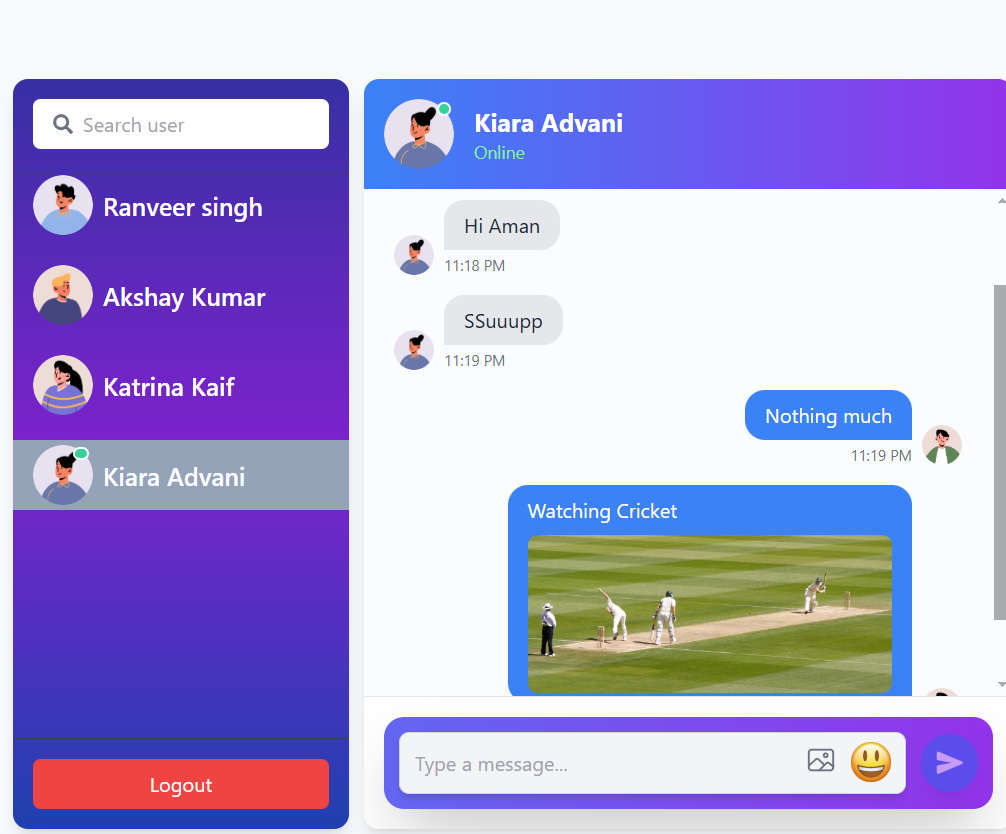 Search user
Ranveer singh
Akshay Kumar
Katrina Kaif
Kiara Advani
Logout
Kiara Advani
Online
Hi Aman
11:18 PM
SSuuupp
11:19 PM
Nothing much
11:19 PM
Watching Cricket
Type a message...